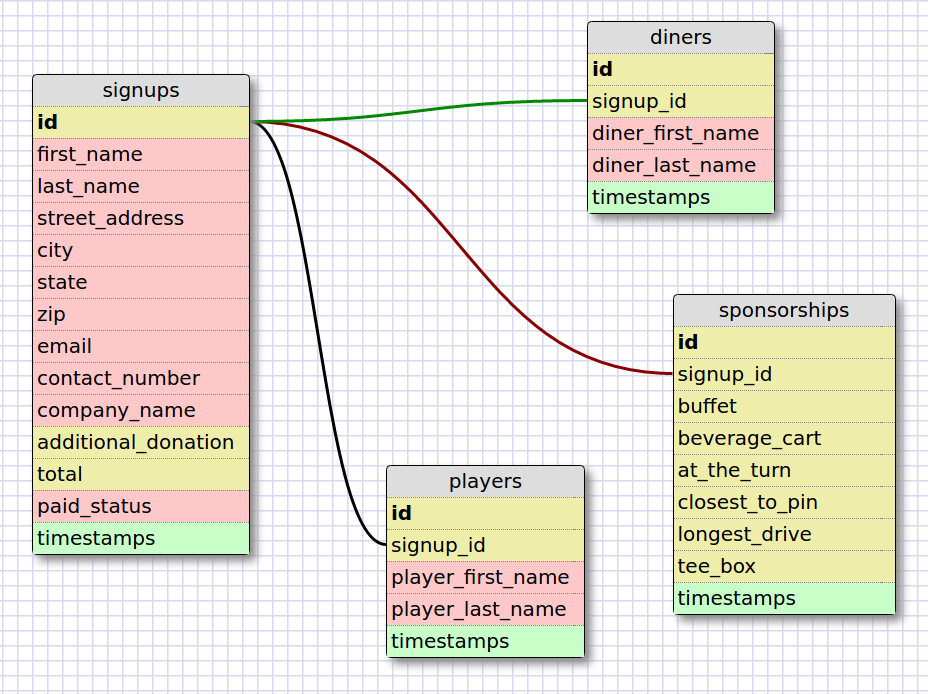 signups
id
first_name
last_name
street_address
city
state
zip
email
contact_number
company_name
additional_donation
total
paid_status
timestamps
diners
id
signup_id
diner_first_name
diner_last_name
timestamps
players
id
signup_id
player_first_name
player_last_name
timestamps
sponsorships
id
signup_id
buffet
beverage_cart
at_the_turn
closest_to_pin
longest_drive
tee_box
timestamps